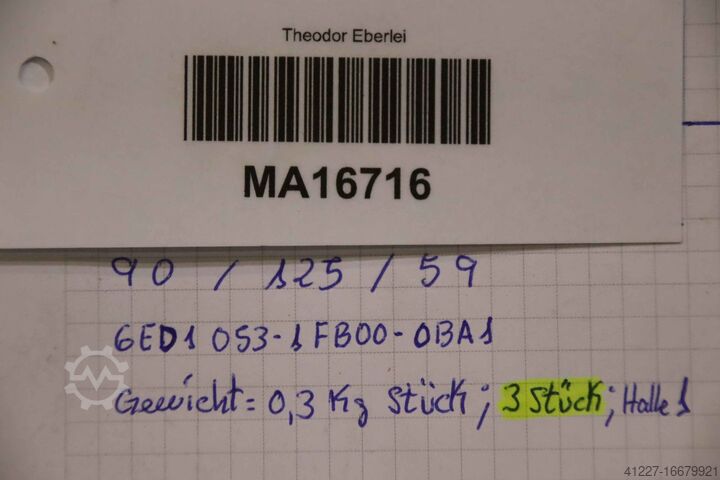 Theodor Eberlei
MA16716
90 / 125 / 59
6ED1 053-1FB00-0BA1
Gewicht = 0,3 Kg Stück; 3 Stück; Halle 1
41227-16679921